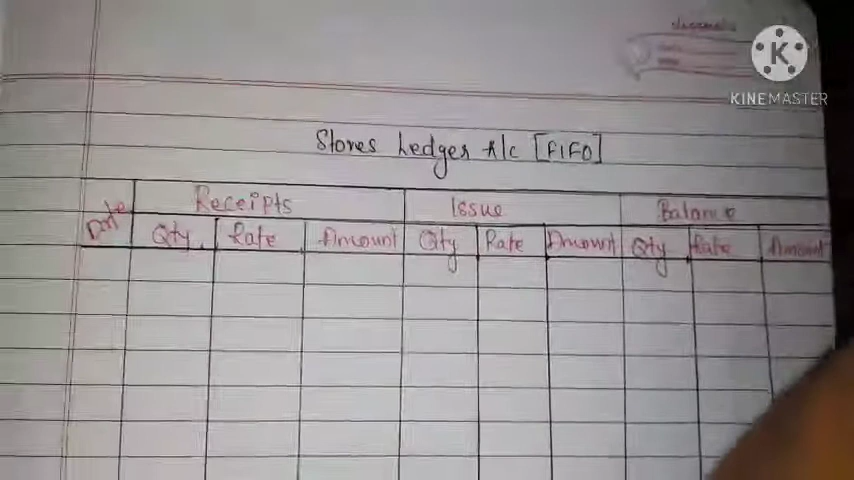 KINEMASTER
Stores Ledger A/c [FIFO]
Date Receipts Issue Balance
Qty Rate Amount Qty Rate Amount Qty Rate Amount